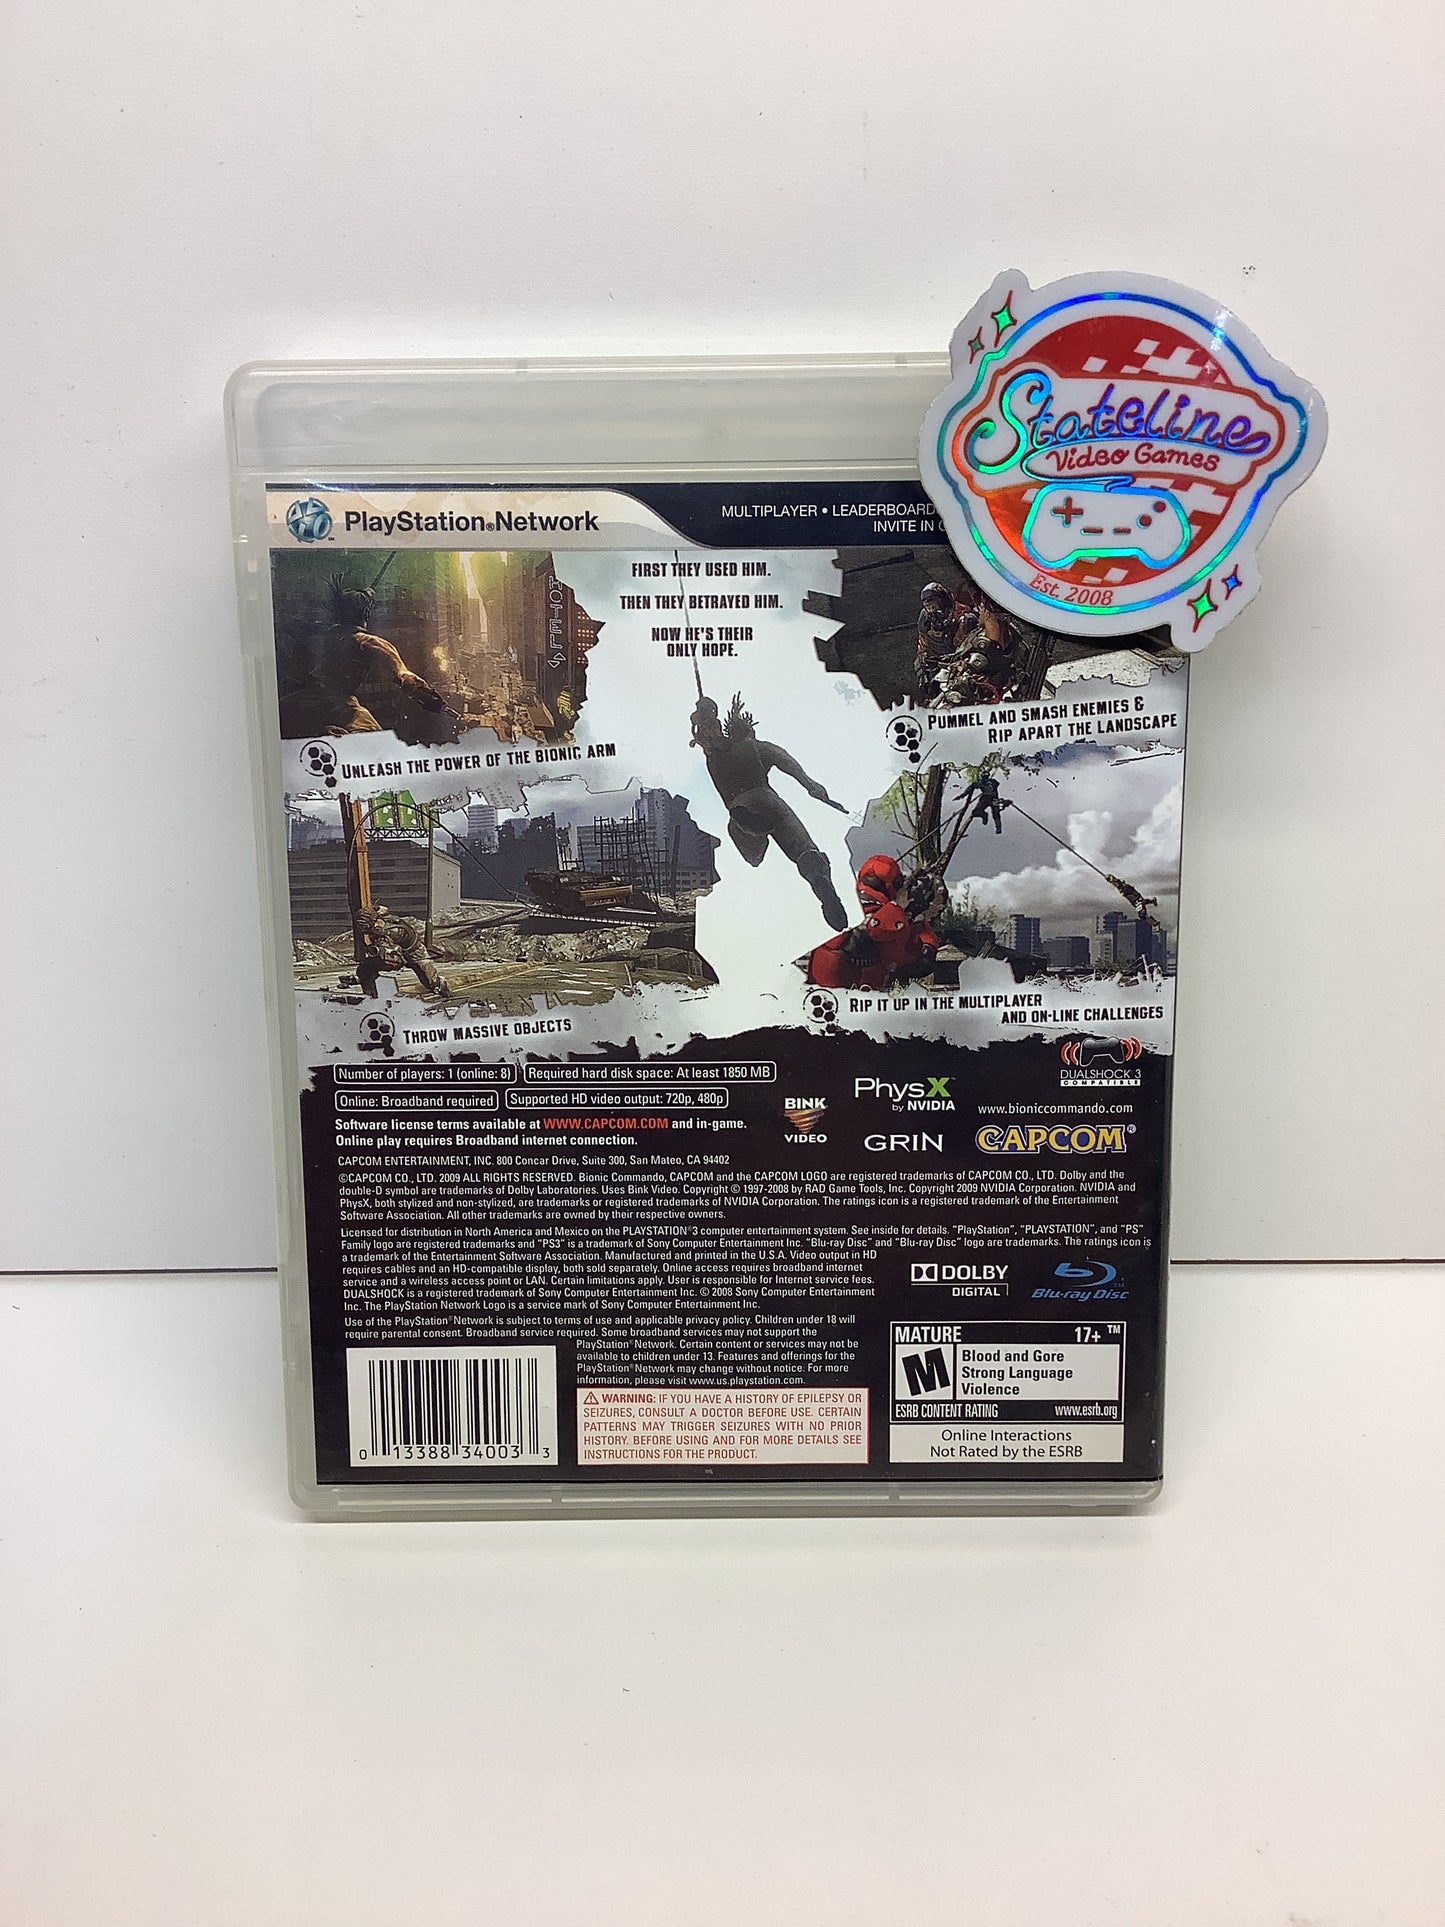 Stateline
Video Games
Est. 2008
PlayStation®Network
MULTIPLAYER • LEADERBOARD
INVITE IN
FIRST THEY USED HIM.
THEN THEY BETRAYED HIM.
NOW HE'S THEIR
ONLY HOPE.
HOTEL
UNLEASH THE POWER OF THE BIONIC ARM
PUMMEL AND SMASH ENEMIES &
RIP APART THE LANDSCAPE
THROW MASSIVE OBJECTS
RIP IT UP IN THE MULTIPLAYER
AND ON-LINE CHALLENGES
Number of players: 1 (online: 8)
Required hard disk space: At least 1850 MB
Online: Broadband required
Supported HD video output: 720p, 480p
Software license terms available at WWW.CAPCOM.COM and in-game.
Online play requires Broadband internet connection.
BINK
VIDEO
PhysX™
by NVIDIA
GRIN
DUALSHOCK 3
COMPATIBLE
www.bioniccommando.com
CAPCOM®
CAPCOM ENTERTAINMENT, INC. 800 Concar Drive, Suite 300, San Mateo, CA 94402
©CAPCOM CO., LTD. 2009 ALL RIGHTS RESERVED. Bionic Commando, CAPCOM and the CAPCOM LOGO are registered trademarks of CAPCOM CO., LTD. Dolby and the
double-D symbol are trademarks of Dolby Laboratories. Uses Bink Video. Copyright © 1997-2008 by RAD Game Tools, Inc. Copyright 2009 NVIDIA Corporation. NVIDIA and
PhysX, both stylized and non-stylized, are trademarks or registered trademarks of NVIDIA Corporation. The ratings icon is a registered trademark of the Entertainment
Software Association. All other trademarks are owned by their respective owners.
Licensed for distribution in North America and Mexico on the PLAYSTATION®3 computer entertainment system. See inside for details. "PlayStation", "PLAYSTATION", and "PS"
Family logo are registered trademarks and "PS3" is a trademark of Sony Computer Entertainment Inc. "Blu-ray Disc" and "Blu-ray Disc" logo are trademarks. The ratings icon is
a trademark of the Entertainment Software Association. Manufactured and printed in the U.S.A. Video output in HD
requires cables and an HD-compatible display, both sold separately. Online access requires broadband internet
service and a wireless access point or LAN. Certain limitations apply. User is responsible for Internet service fees.
DUALSHOCK is a registered trademark of Sony Computer Entertainment Inc. © 2008 Sony Computer Entertainment
Inc. The PlayStation Network Logo is a service mark of Sony Computer Entertainment Inc.
Use of the PlayStation®Network is subject to terms of use and applicable privacy policy. Children under 18 will
require parental consent. Broadband service required. Some broadband services may not support the
PlayStation®Network. Certain content or services may not be
available to children under 13. Features and offerings for the
PlayStation®Network may change without notice. For more
information, please visit www.us.playstation.com.
DOLBY
DIGITAL
Blu-ray Disc™
0 13388 34003 3
WARNING: IF YOU HAVE A HISTORY OF EPILEPSY OR
SEIZURES, CONSULT A DOCTOR BEFORE USE. CERTAIN
PATTERNS MAY TRIGGER SEIZURES WITH NO PRIOR
HISTORY. BEFORE USING AND FOR MORE DETAILS SEE
INSTRUCTIONS FOR THE PRODUCT.
MATURE 17+ ™
M
Blood and Gore
Strong Language
Violence
ESRB CONTENT RATING www.esrb.org
Online Interactions
Not Rated by the ESRB